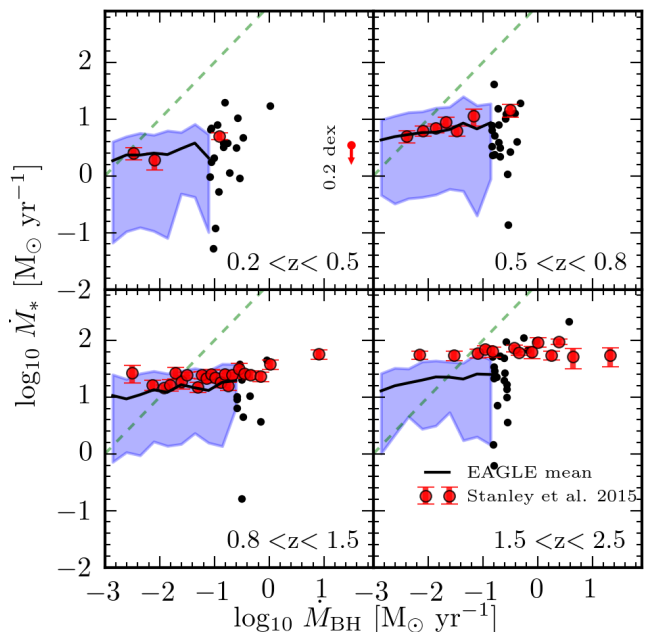 log₁₀ Ṁ* [M⊙ yr⁻¹]
2
1
0
−1
−2
0.2 dex
0.2 <z< 0.5
0.5 <z< 0.8
2
1
0
−1
−2
EAGLE mean
Stanley et al. 2015
0.8 <z< 1.5
1.5 <z< 2.5
−3 −2 −1 0 1 −3 −2 −1 0 1
log₁₀ Ṁ_BH [M⊙ yr⁻¹]